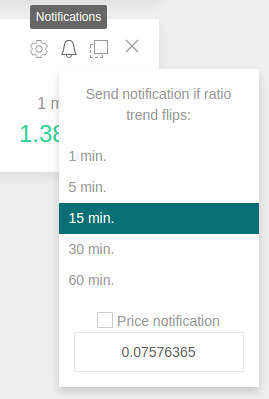 Notifications
1 m
1.38
Send notification if ratio
trend flips:
1 min.
5 min.
15 min.
30 min.
60 min.
Price notification
0.07576365